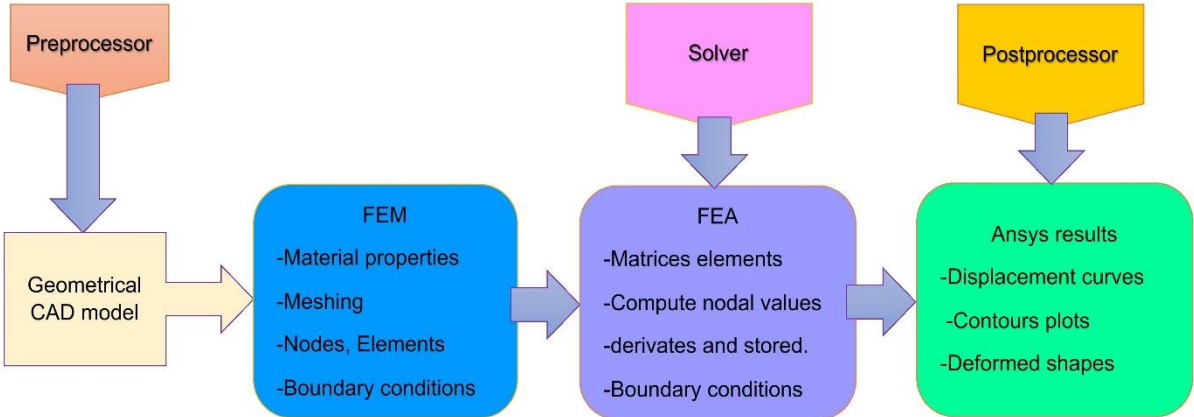 Preprocessor
Solver
Postprocessor
Geometrical
CAD model
FEM
-Material properties
-Meshing
-Nodes, Elements
-Boundary conditions
FEA
-Matrices elements
-Compute nodal values
-derivates and stored.
-Boundary conditions
Ansys results
-Displacement curves
-Contours plots
-Deformed shapes